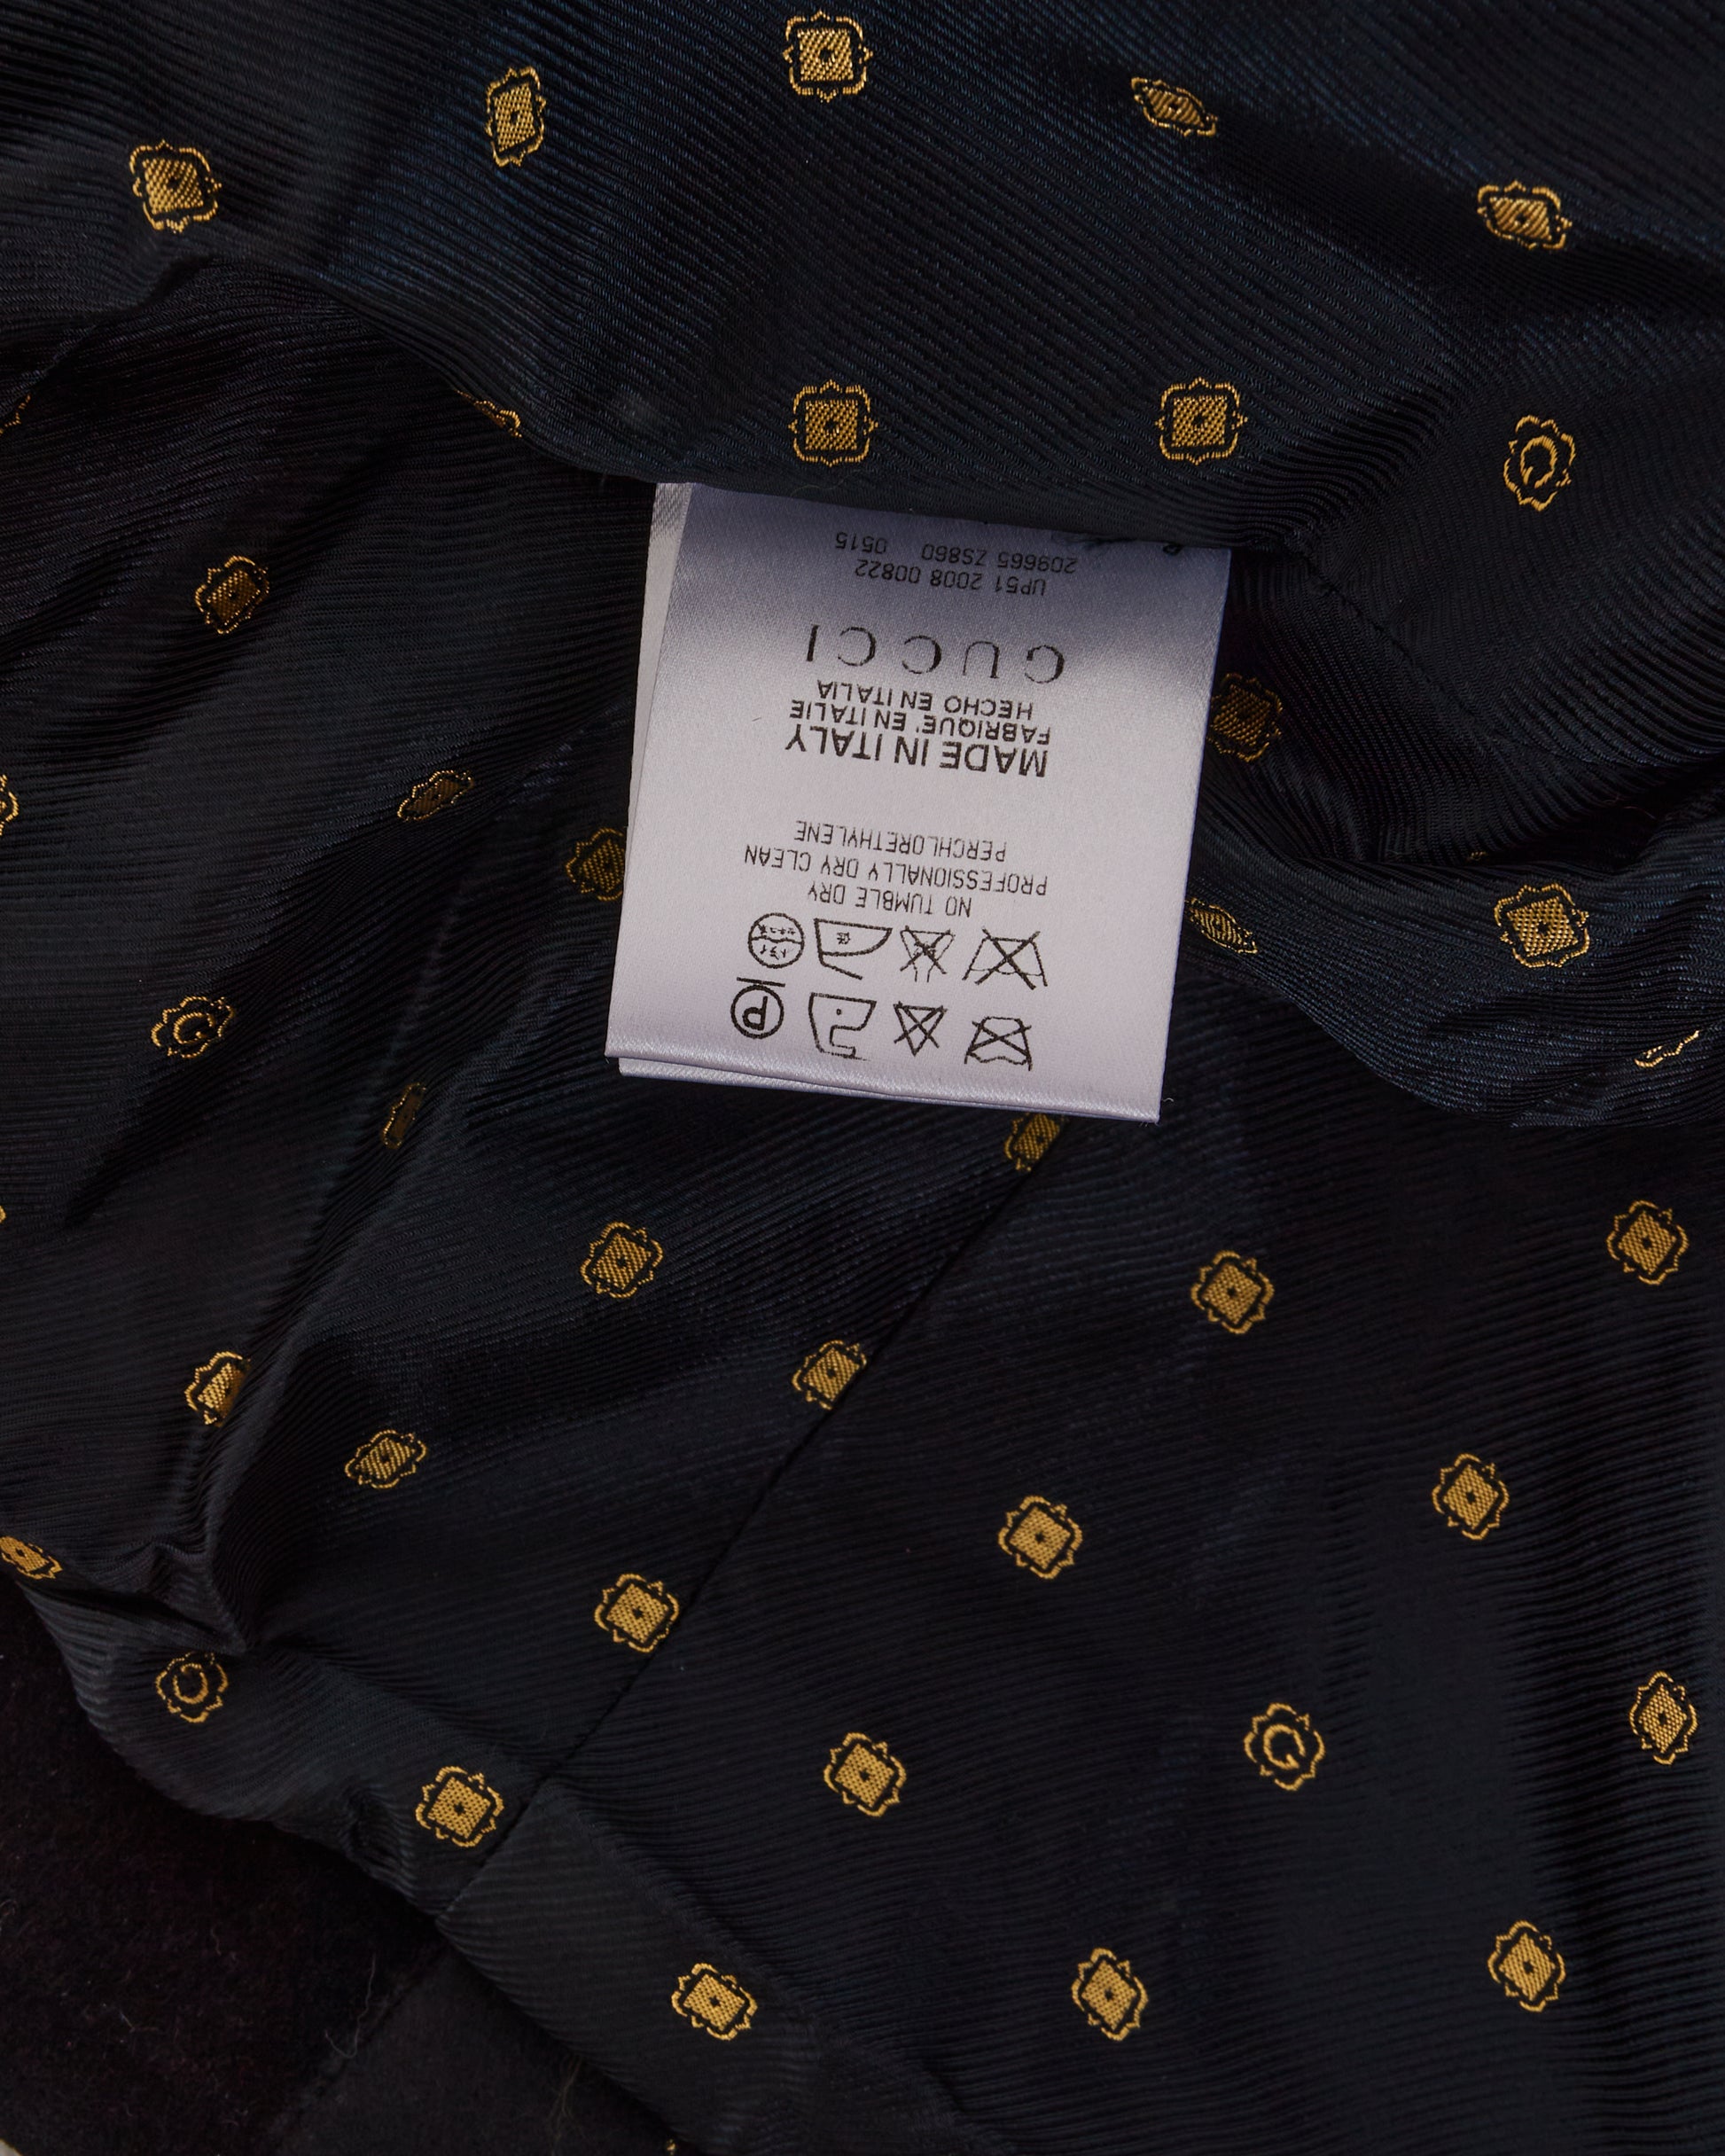 P
低
NO TUMBLE DRY
PROFESSIONALLY DRY CLEAN
PERCHLORETHYLENE
MADE IN ITALY
FABRIQUE' EN ITALIE
HECHO EN ITALIA
GUCCI
UP51 2008 00822
209665 ZS860 0515